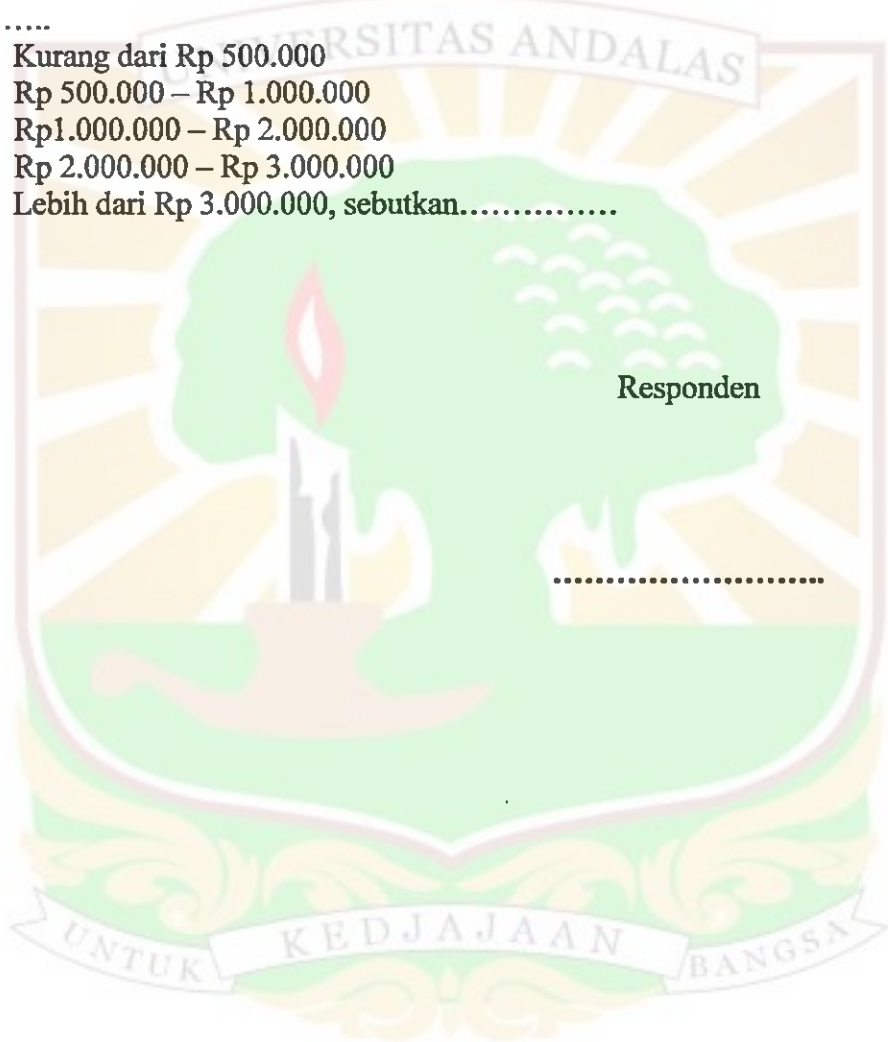 .....
UNIVERSITAS ANDALAS
Kurang dari Rp 500.000
Rp 500.000 – Rp 1.000.000
Rp1.000.000 – Rp 2.000.000
Rp 2.000.000 – Rp 3.000.000
Lebih dari Rp 3.000.000, sebutkan...............
Responden
..........................
UNTUK KEDJAJAAN BANGSA